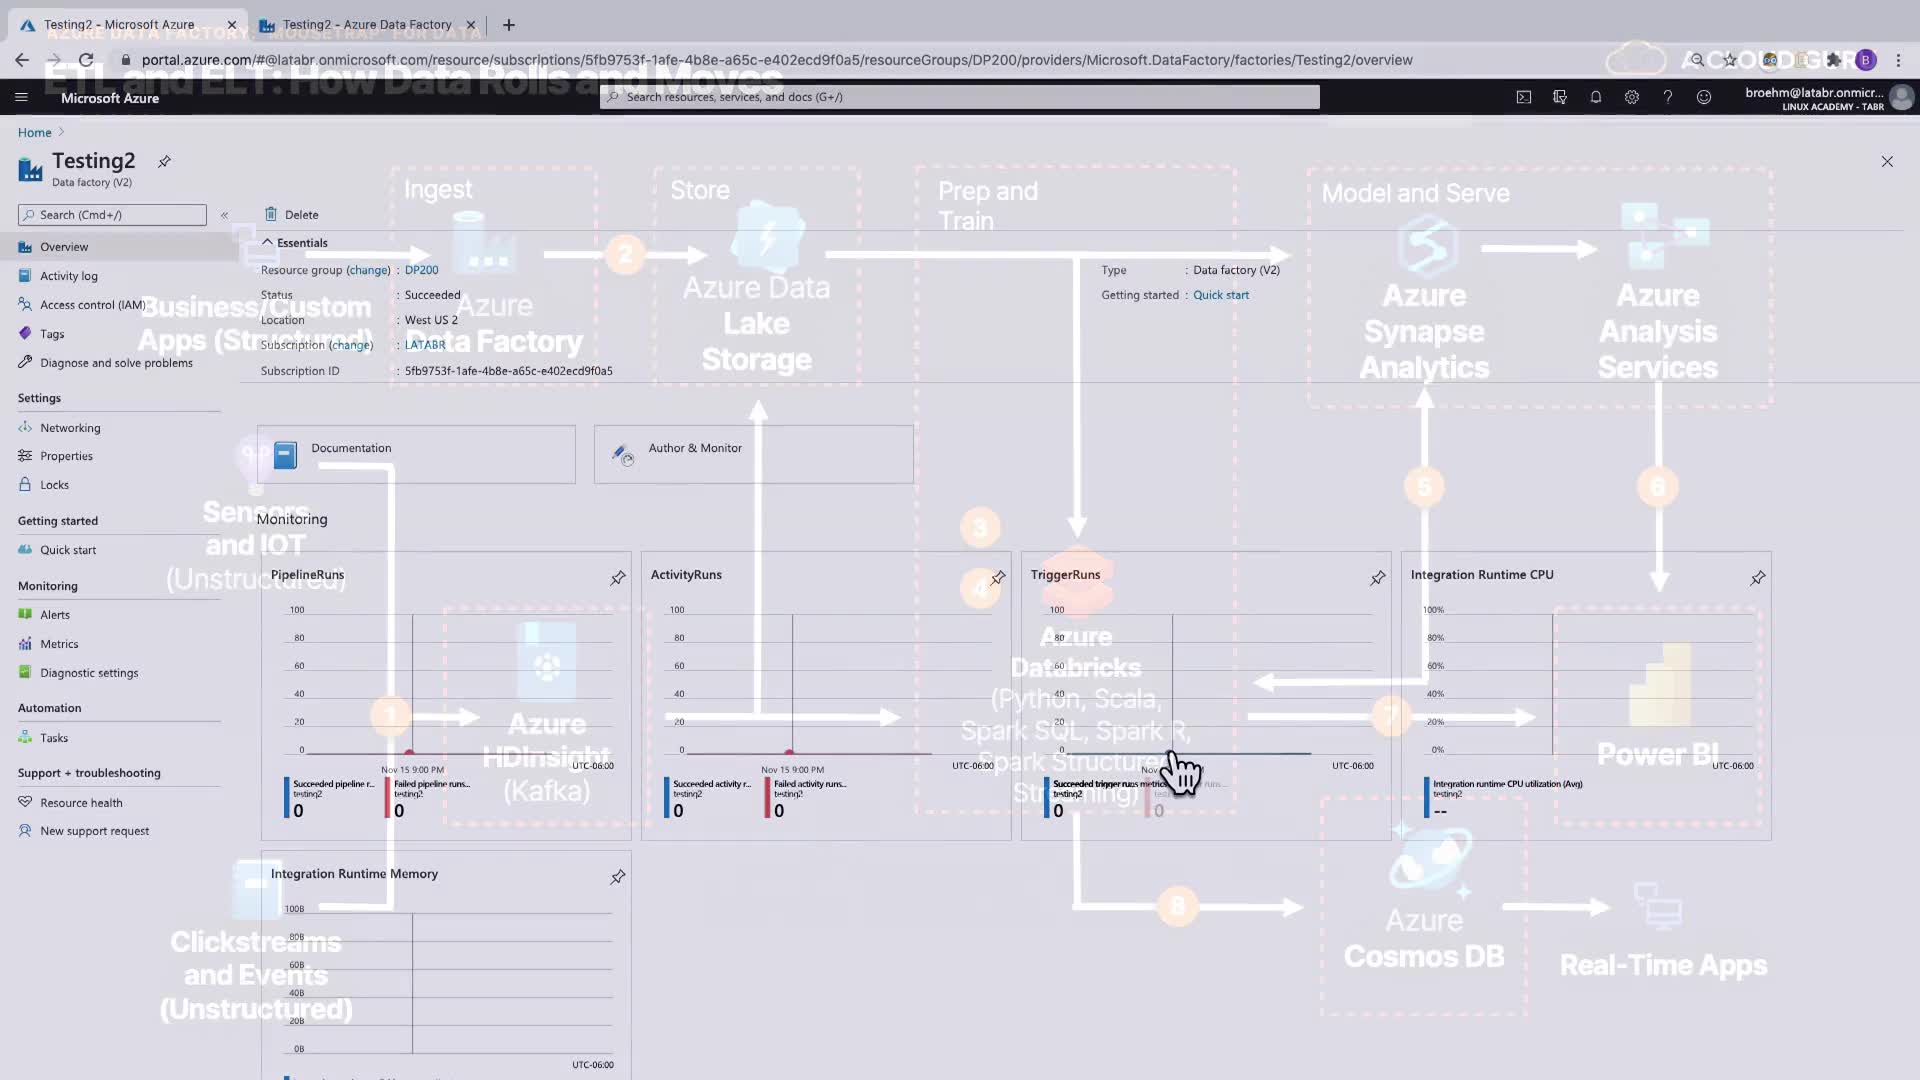 Testing2 - Microsoft Azure
Testing2 - Azure Data Factory
AZURE DATA FACTORY: "MOUSETRAP" FOR DATA
portal.azure.com/#@latabr.onmicrosoft.com/resource/subscriptions/5fb9753f-1afe-4b8e-a65c-e402ecd9f0a5/resourceGroups/DP200/providers/Microsoft.DataFactory/factories/Testing2/overview
A CLOUD GURU
B
ETL and ELT: How Data Rolls and Moves
Microsoft Azure
Search resources, services, and docs (G+/)
broehm@latabr.onmicr...
LINUX ACADEMY - TABR
Home
Testing2
Data factory (V2)
Search (Cmd+/)
Delete
Overview
Activity log
Access control (IAM)
Tags
Diagnose and solve problems
Settings
Networking
Properties
Locks
Getting started
Quick start
Monitoring
Alerts
Metrics
Diagnostic settings
Automation
Tasks
Support + troubleshooting
Resource health
New support request
Essentials
Resource group (change) : DP200
Status : Succeeded
Location : West US 2
Subscription (change) : LATABR
Subscription ID : 5fb9753f-1afe-4b8e-a65c-e402ecd9f0a5
Type : Data factory (V2)
Getting started : Quick start
Documentation
Author & Monitor
Monitoring
PipelineRuns
100
80
60
40
20
0
Nov 15 9:00 PM
UTC-06:00
Succeeded pipeline r...
testing2
0
Failed pipeline runs...
testing2
0
ActivityRuns
100
80
60
40
20
0
Nov 15 9:00 PM
UTC-06:00
Succeeded activity r...
testing2
0
Failed activity runs...
testing2
0
TriggerRuns
100
80
60
40
20
0
UTC-06:00
Succeeded trigger runs metrics
testing2
0
0
Integration Runtime CPU
100%
80%
60%
40%
20%
0%
UTC-06:00
Integration runtime CPU utilization (Avg)
testing2
--
Integration Runtime Memory
100B
80B
60B
40B
20B
0B
UTC-06:00
Ingest
Store
Prep and
Train
Model and Serve
Business/Custom
Apps (Structured)
Azure
Data Factory
2
Azure Data
Lake
Storage
Azure
Synapse
Analytics
Azure
Analysis
Services
Sensors
and IOT
(Unstructured)
3
4
5
6
1
Azure
HDInsight
(Kafka)
Azure
Databricks
(Python, Scala,
Spark SQL, Spark R,
Spark Structured
Streaming)
7
Power BI
Clickstreams
and Events
(Unstructured)
8
Azure
Cosmos DB
Real-Time Apps